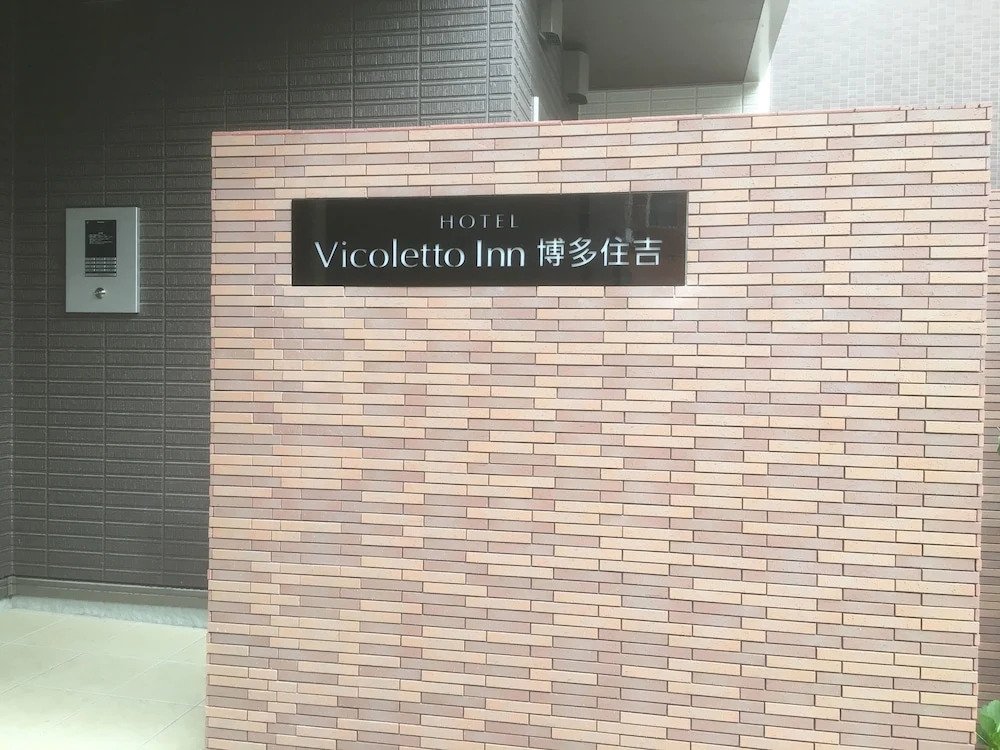 HOTEL
Vicoletto Inn 博多住吉